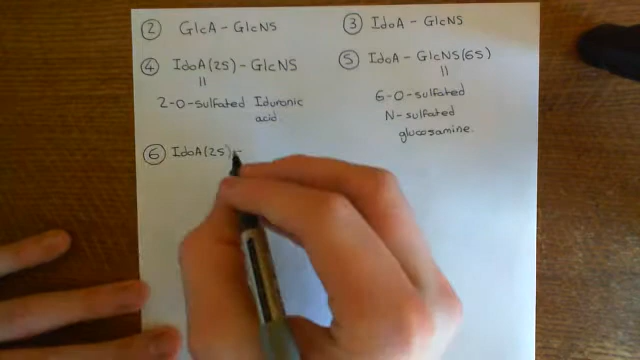 ② GlcA - GlcNS
③ IdoA - GlcNS
④ IdoA(2S) - GlcNS
=
2-O-sulfated Iduronic
acid.
⑤ IdoA - GlcNS(6S)
=
6-O-sulfated
N-sulfated
glucosamine.
⑥ IdoA(2S) -